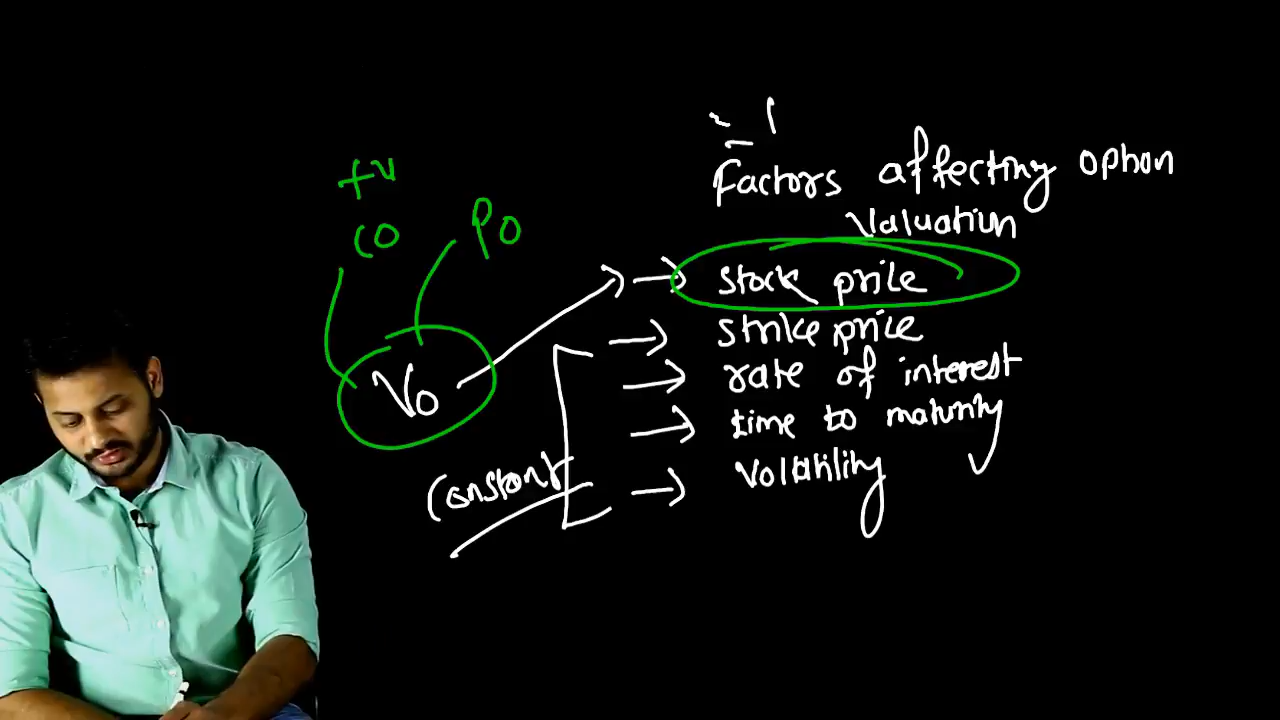 Factors affecting option
valuation
stock price
strike price
rate of interest
time to maturity
volatility
+v
CO
PO
Vo
Constant